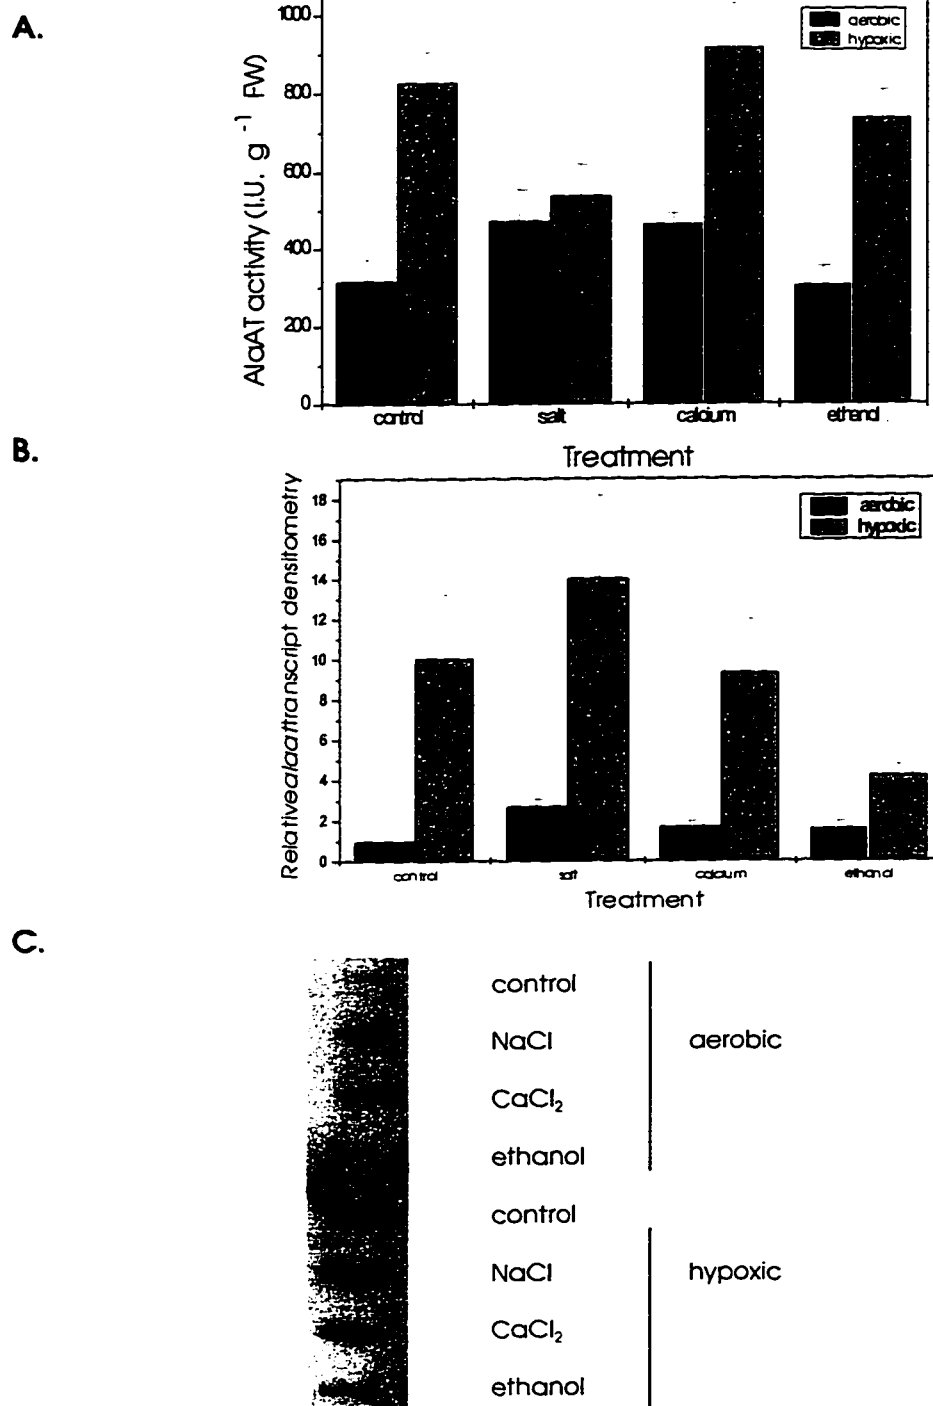 A.
AlaAT activity (I.U. g⁻¹ FW)
1000
800
600
400
200
0
aerobic
hypoxic
control salt calcium ethanol
Treatment
B.
Relative alaat transcript densitometry
18
16
14
12
10
8
6
4
2
0
aerobic
hypoxic
control salt calcium ethanol
Treatment
C.
control
NaCl
CaCl₂
ethanol
aerobic
control
NaCl
CaCl₂
ethanol
hypoxic